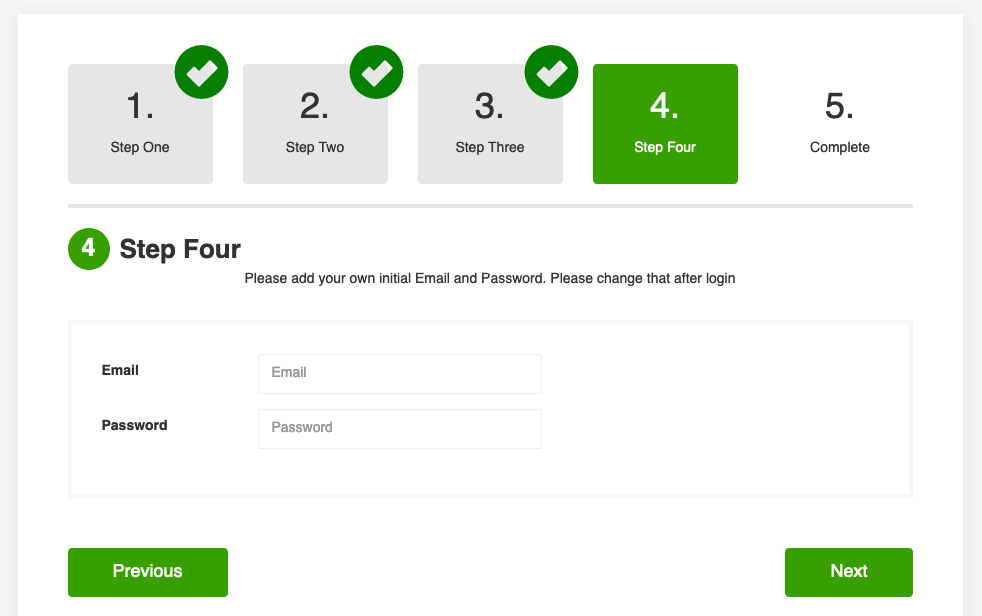 1.
Step One
2.
Step Two
3.
Step Three
4.
Step Four
5.
Complete
4 Step Four
Please add your own initial Email and Password. Please change that after login
Email Email
Password Password
Previous Next